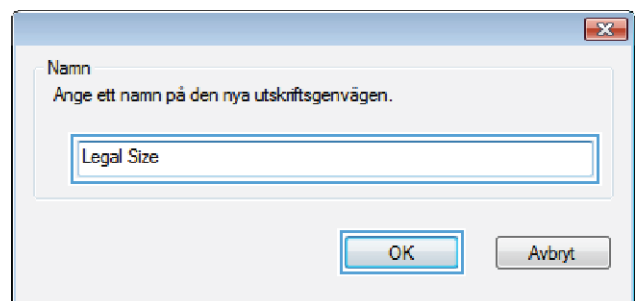 Namn
Ange ett namn på den nya utskriftsgenvägen.
Legal Size
OK Avbryt